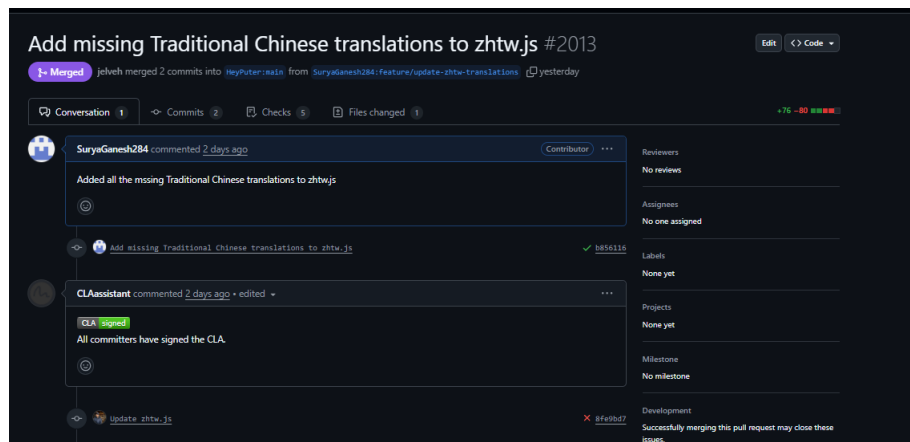 Add missing Traditional Chinese translations to zhtw.js #2013
Edit
<> Code
Merged jelveh merged 2 commits into HeyPuter:main from SuryaGanesh284:feature/update-zhtw-translations yesterday
Conversation 1
Commits 2
Checks 5
Files changed 1
+76 −80
SuryaGanesh284 commented 2 days ago
Contributor
Added all the mssing Traditional Chinese translations to zhtw.js
Add missing Traditional Chinese translations to zhtw.js
b856116
CLAassistant commented 2 days ago • edited
CLA signed
All committers have signed the CLA.
Update zhtw.js
8fe9bd7
Reviewers
No reviews
Assignees
No one assigned
Labels
None yet
Projects
None yet
Milestone
No milestone
Development
Successfully merging this pull request may close these
issues.